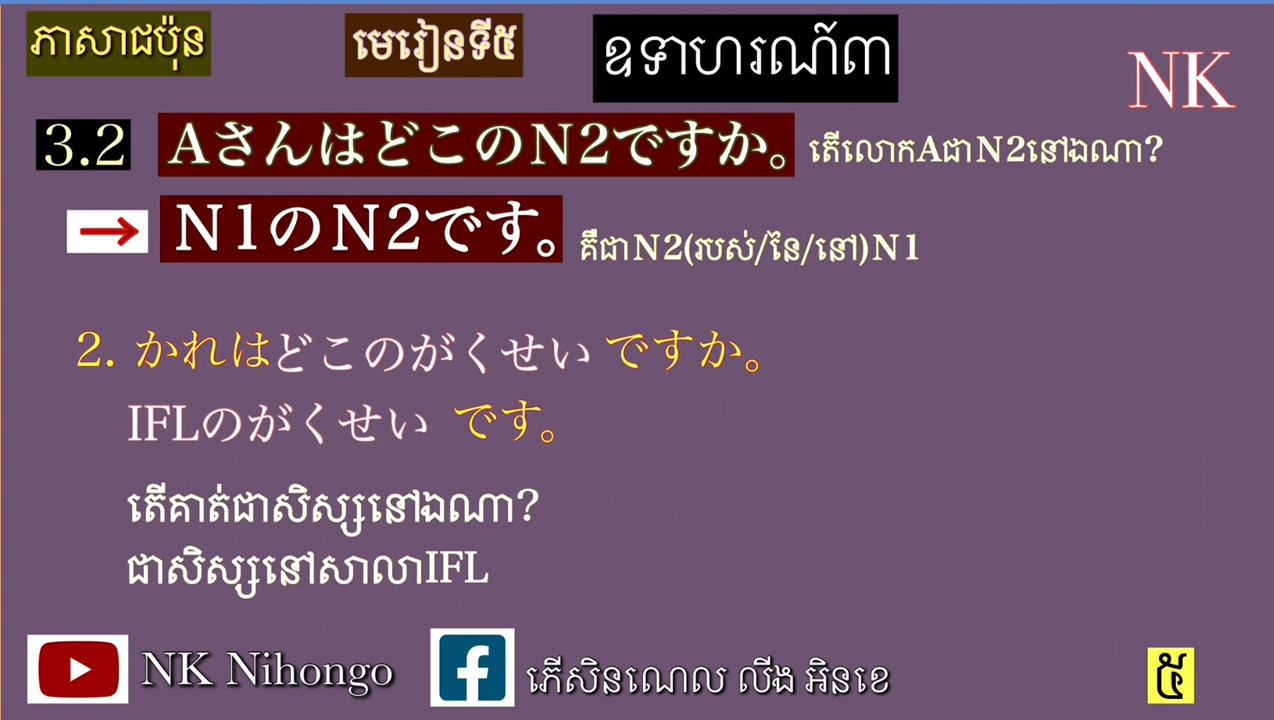 ភាសាជប៉ុន
មេរៀនទី៥
ឧទាហរណ៍៣
NK
3.2 AさんはどこのN2ですか。 តើលោកAជាN2នៅឯណា?
→ N1のN2です。 គឺជាN2(របស់/នៃ/នៅ)N1
2. かれはどこのがくせいですか。
IFLのがくせいです。
តើគាត់ជាសិស្សនៅឯណា?
ជាសិស្សនៅសាលាIFL
NK Nihongo
ភើសិនណេល លីង អិនខេ
៥